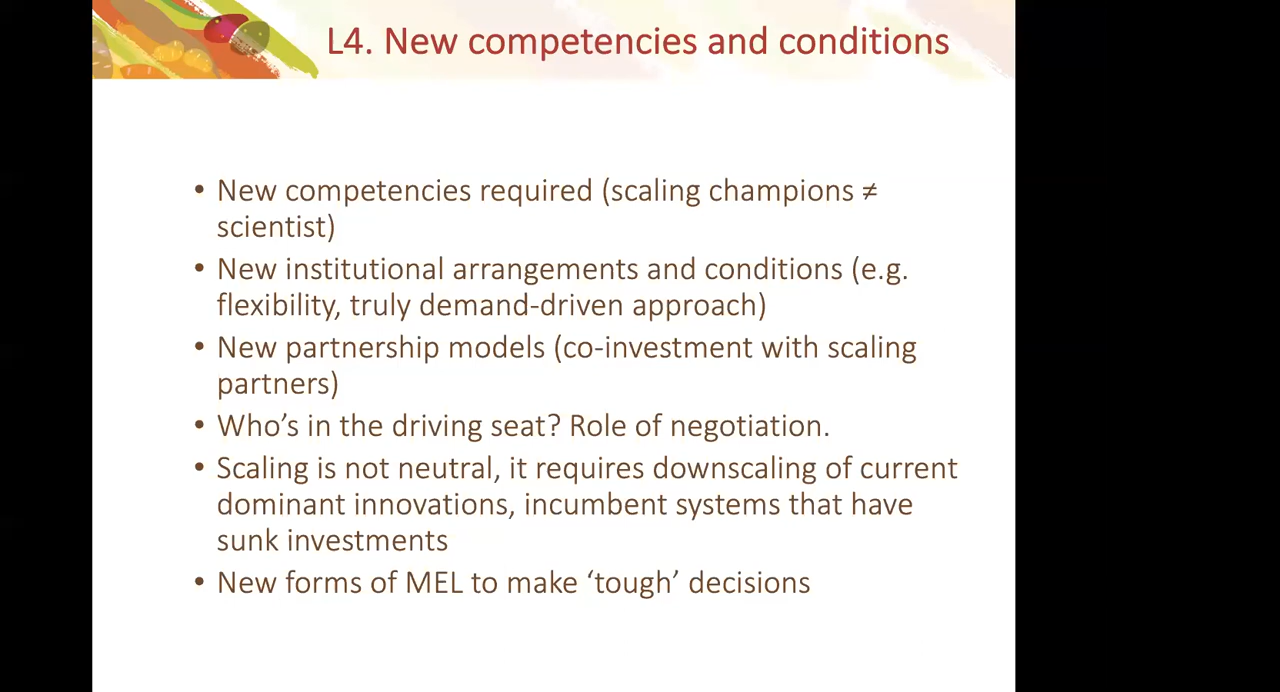 L4. New competencies and conditions
• New competencies required (scaling champions ≠
scientist)
• New institutional arrangements and conditions (e.g.
flexibility, truly demand-driven approach)
• New partnership models (co-investment with scaling
partners)
• Who’s in the driving seat? Role of negotiation.
• Scaling is not neutral, it requires downscaling of current
dominant innovations, incumbent systems that have
sunk investments
• New forms of MEL to make ‘tough’ decisions